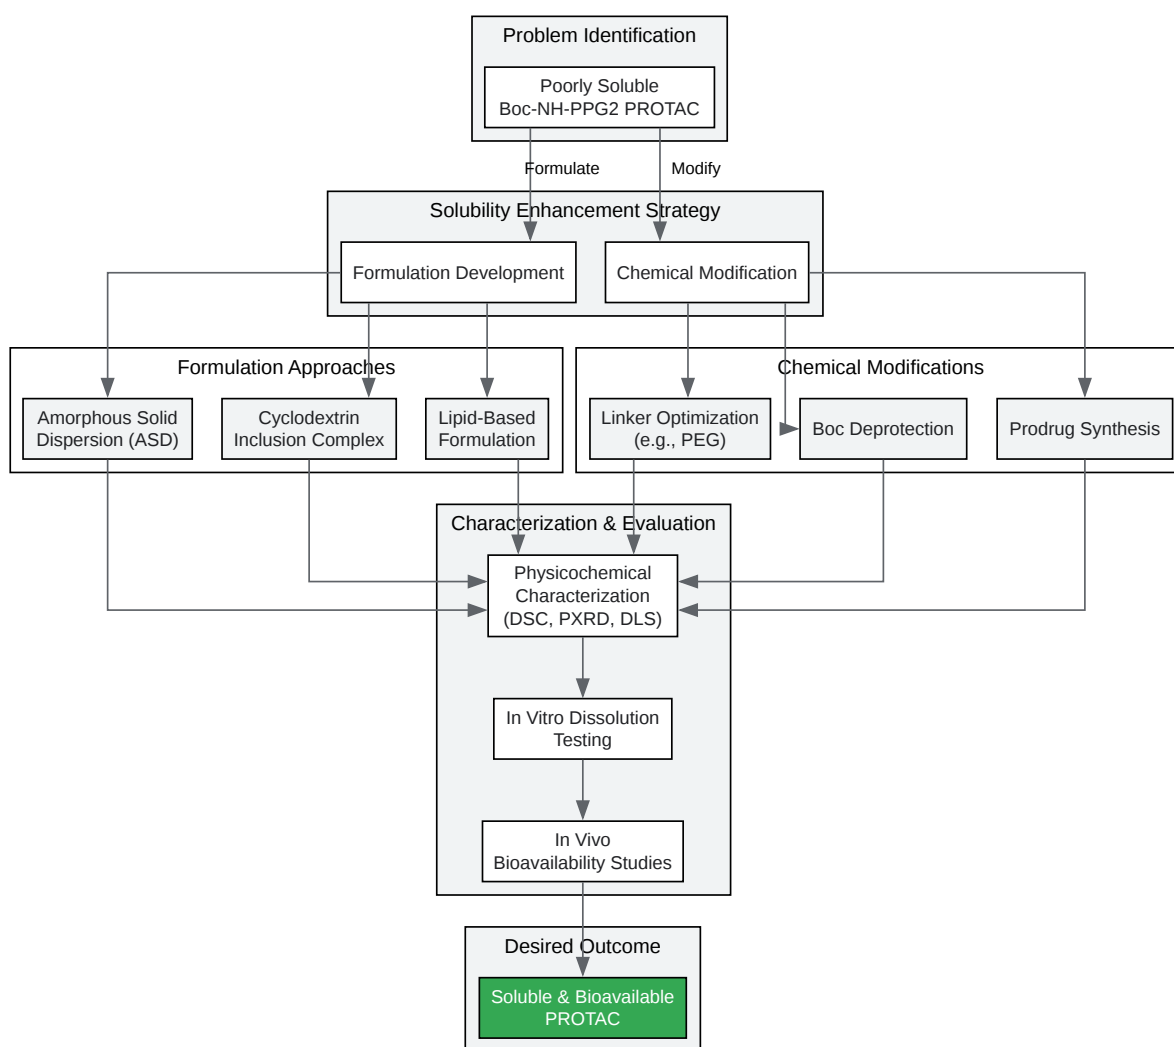 Problem Identification
Poorly Soluble
Boc-NH-PPG2 PROTAC
Formulate
Modify
Solubility Enhancement Strategy
Formulation Development
Chemical Modification
Formulation Approaches
Chemical Modifications
Amorphous Solid
Dispersion (ASD)
Cyclodextrin
Inclusion Complex
Lipid-Based
Formulation
Linker Optimization
(e.g., PEG)
Boc Deprotection
Prodrug Synthesis
Characterization & Evaluation
Physicochemical
Characterization
(DSC, PXRD, DLS)
In Vitro Dissolution
Testing
In Vivo
Bioavailability Studies
Desired Outcome
Soluble & Bioavailable
PROTAC